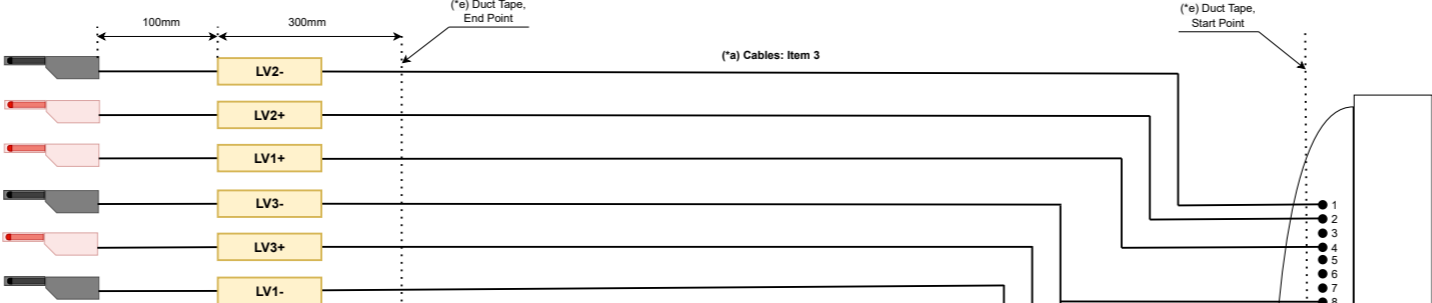 (*e) Duct Tape,
End Point
(*e) Duct Tape,
Start Point
100mm
300mm
(*a) Cables: Item 3
LV2-
LV2+
LV1+
LV3-
LV3+
LV1-
1
2
3
4
5
6
7
8